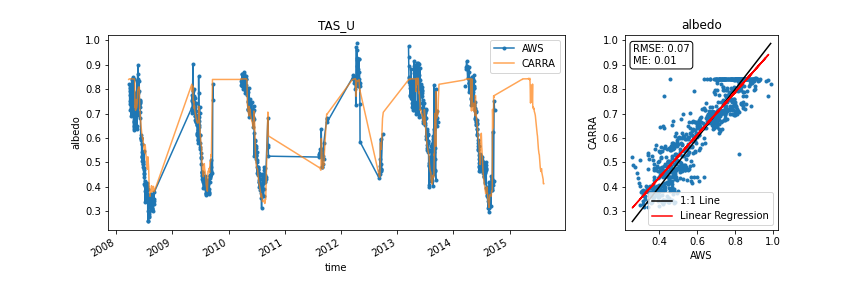 TAS_U
albedo
1.0
0.9
0.8
0.7
0.6
0.5
0.4
0.3
2008
2009
2010
2011
2012
2013
2014
2015
time
AWS
CARRA
albedo
CARRA
1.0
0.9
0.8
0.7
0.6
0.5
0.4
0.3
RMSE: 0.07
ME: 0.01
1:1 Line
Linear Regression
0.4
0.6
0.8
1.0
AWS